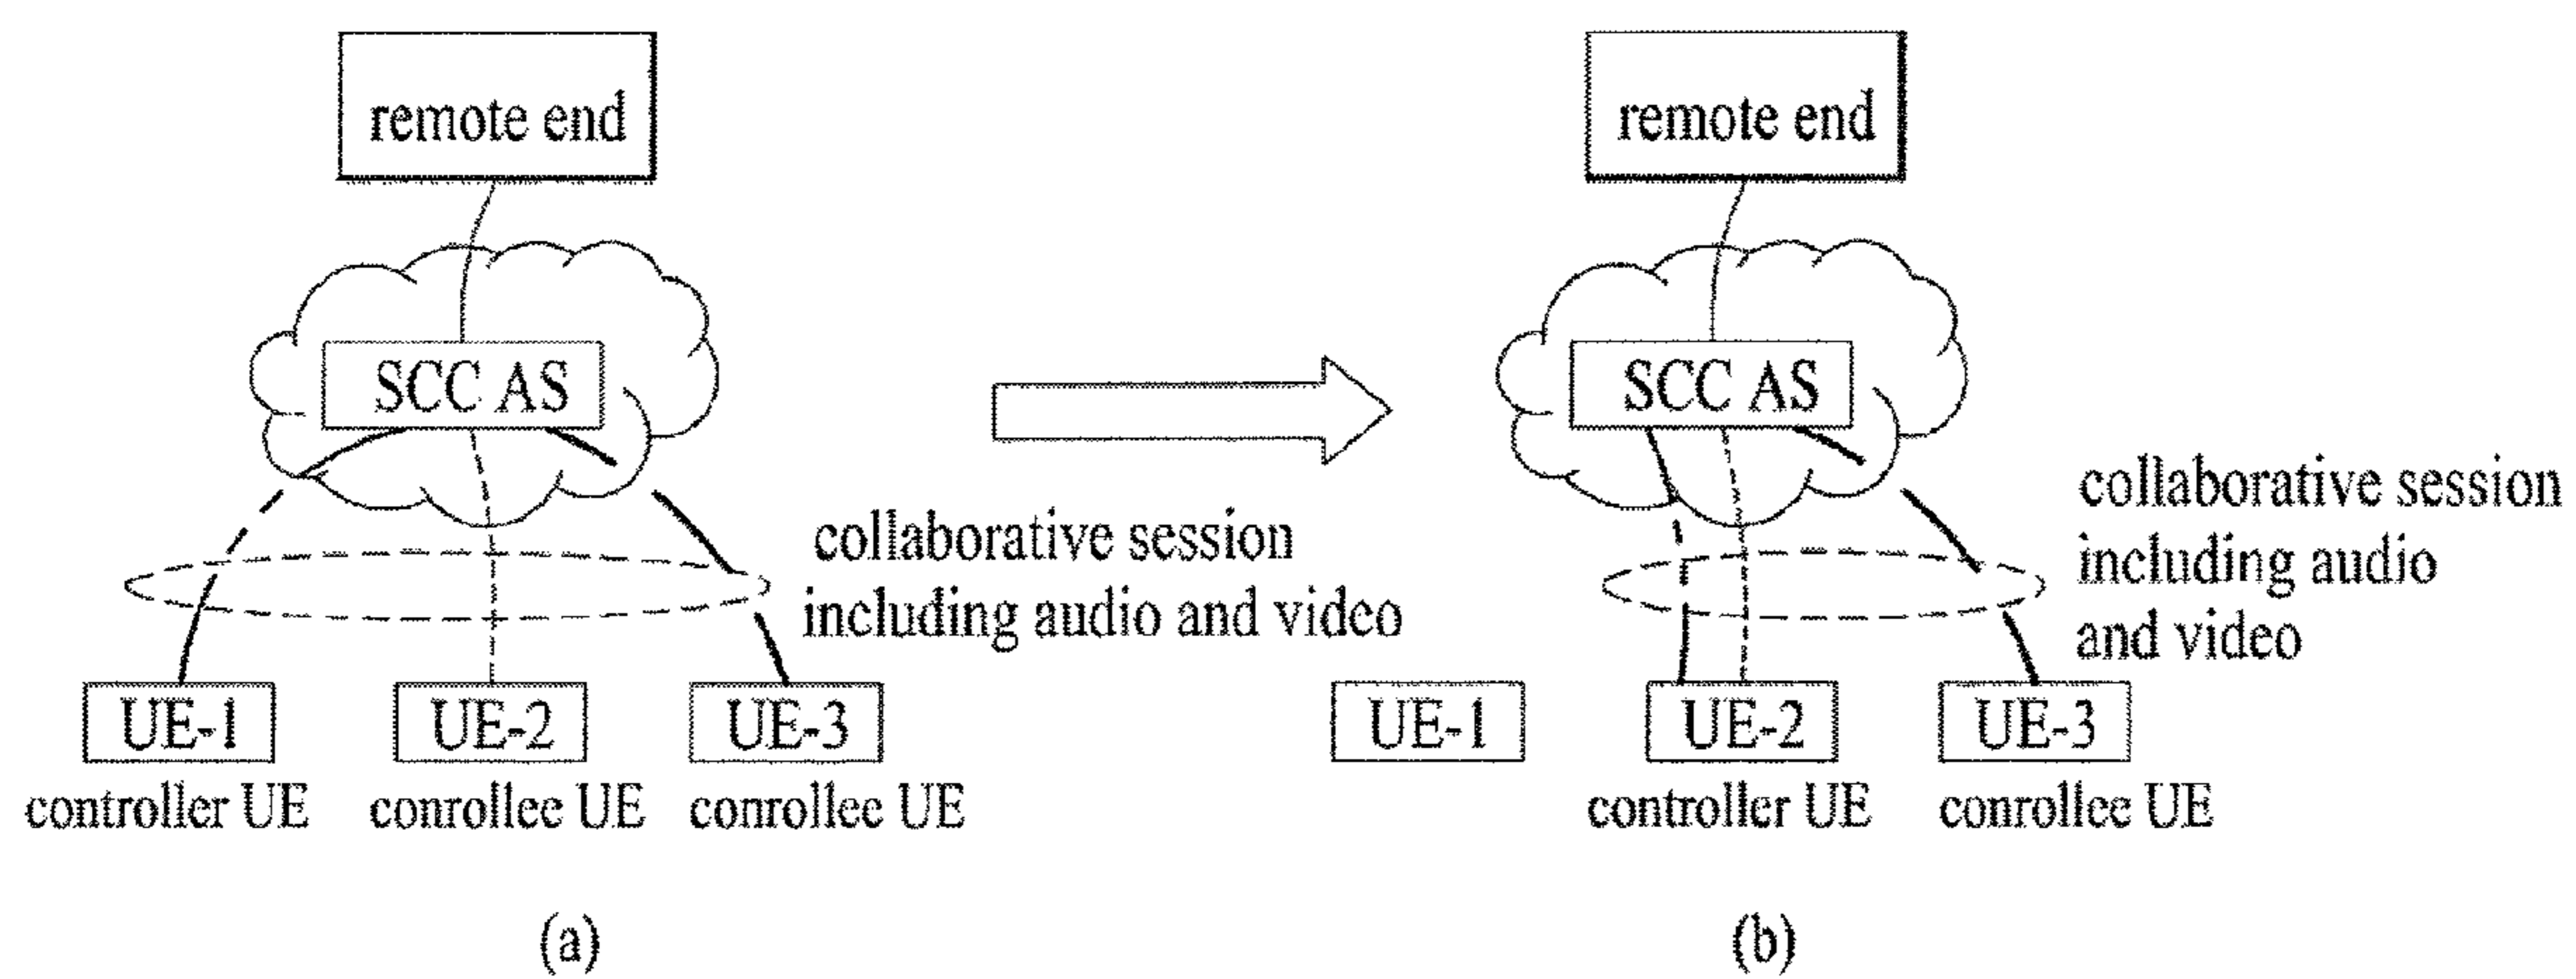 remote end
SCC AS
collaborative session
including audio and video
UE-1
UE-2
UE-3
controller UE
conrollee UE
conrollee UE
(a)
remote end
SCC AS
collaborative session
including audio
and video
UE-1
UE-2
UE-3
controller UE
conrollee UE
(b)